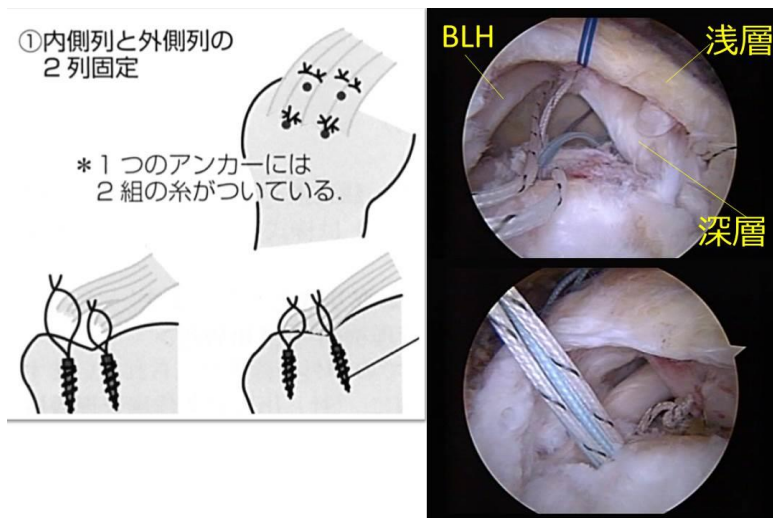 ①内側列と外側列の
2列固定
＊1つのアンカーには
2組の糸がついている.
BLH
浅層
深層